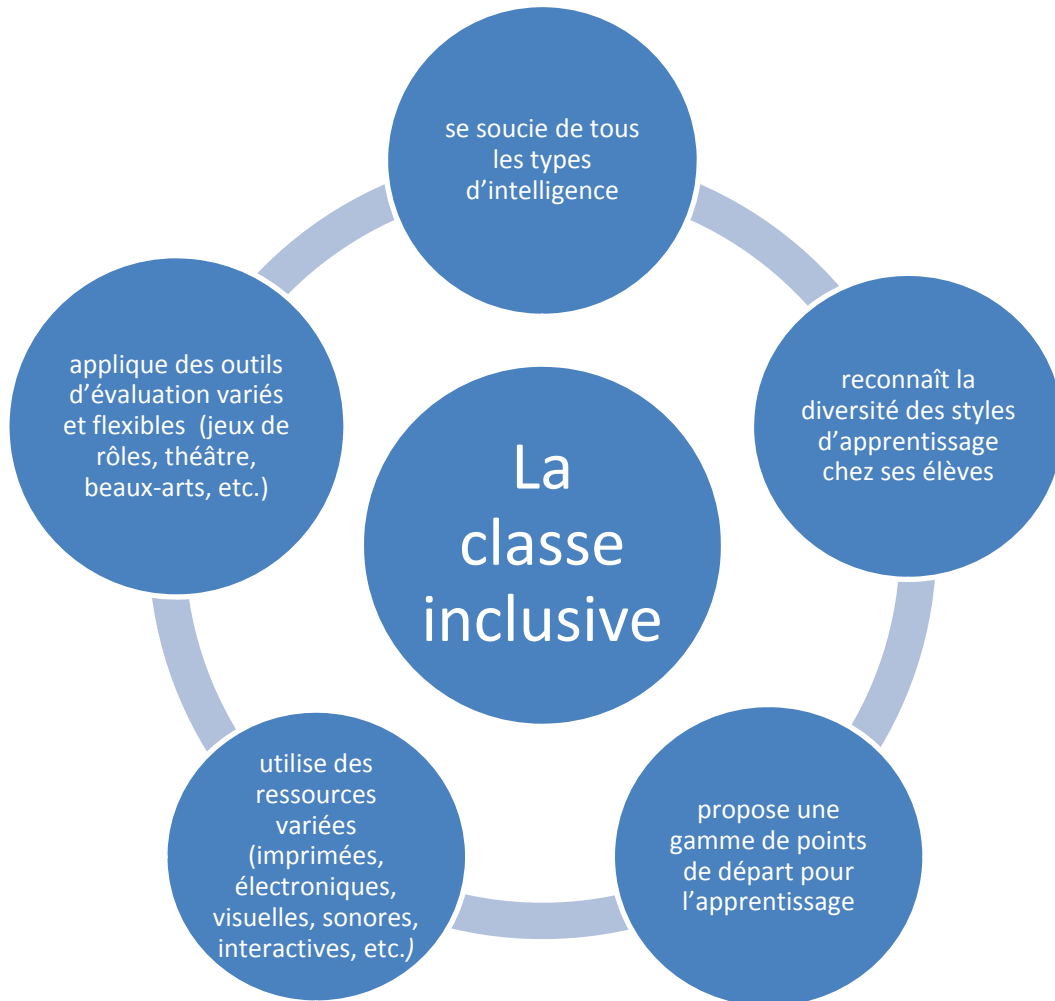 se soucie de tous
les types
d’intelligence
reconnaît la
diversité des styles
d’apprentissage
chez ses élèves
propose une
gamme de points
de départ pour
l’apprentissage
utilise des
ressources
variées
(imprimées,
électroniques,
visuelles, sonores,
interactives, etc.)
applique des outils
d’évaluation variés
et flexibles  (jeux de
rôles, théâtre,
beaux-arts, etc.)
La
classe
inclusive